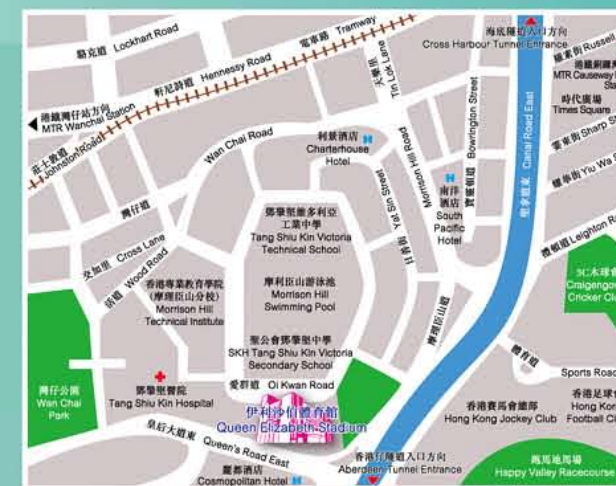 駱克道 Lockhart Road
電車路 Tramway
海底隧道入口方向
Cross Harbour Tunnel Entrance
Russell
MTR Causeway
時代廣場
Times Square
Sharp S
Yiu Wa
禮頓道 Leighton R
軒尼詩道 Hennessy Road
天樂里
Tin Lok Lane
港鐵灣仔站方向
MTR Wanchai Station
莊士敦道
Johnston Road
Wan Chai Road
利景酒店
Charterhouse
Hotel
Morrison Hill Road
寶靈頓道 Bowrington Street
堅拿道東 Canal Road East
南洋
酒店
South
Pacific
Hotel
日善街 Yat Sin Street
灣仔道
交加里 Cross Lane
活道 Wood Road
鄧肇堅維多利亞
工業中學
Tang Shiu Kin Victoria
Technical School
香港專業教育學院
(摩理臣山分校)
Morrison Hill
Technical Institute
摩利臣山游泳池
Morrison Hill
Swimming Pool
摩理臣山道
木球會
Craigengow
Cricket Cl
聖公會鄧肇堅中學
SKH Tang Shiu Kin Victoria
Secondary School
體育道
Sports Road
灣仔公園
Wan Chai
Park
鄧肇堅醫院
Tang Shiu Kin Hospital
愛群道 Oi Kwan Road
伊利沙伯體育館
Queen Elizabeth Stadium
香港賽馬會總部
Hong Kong Jockey Club
香港足球
Hong Ko
Football Cl
皇后大道東 Queen's Road East
麗都酒店
Cosmopolitan Hotel
香港仔隧道入口方向
Aberdeen Tunnel Entrance
跑馬地馬場
Happy Valley Racecourse